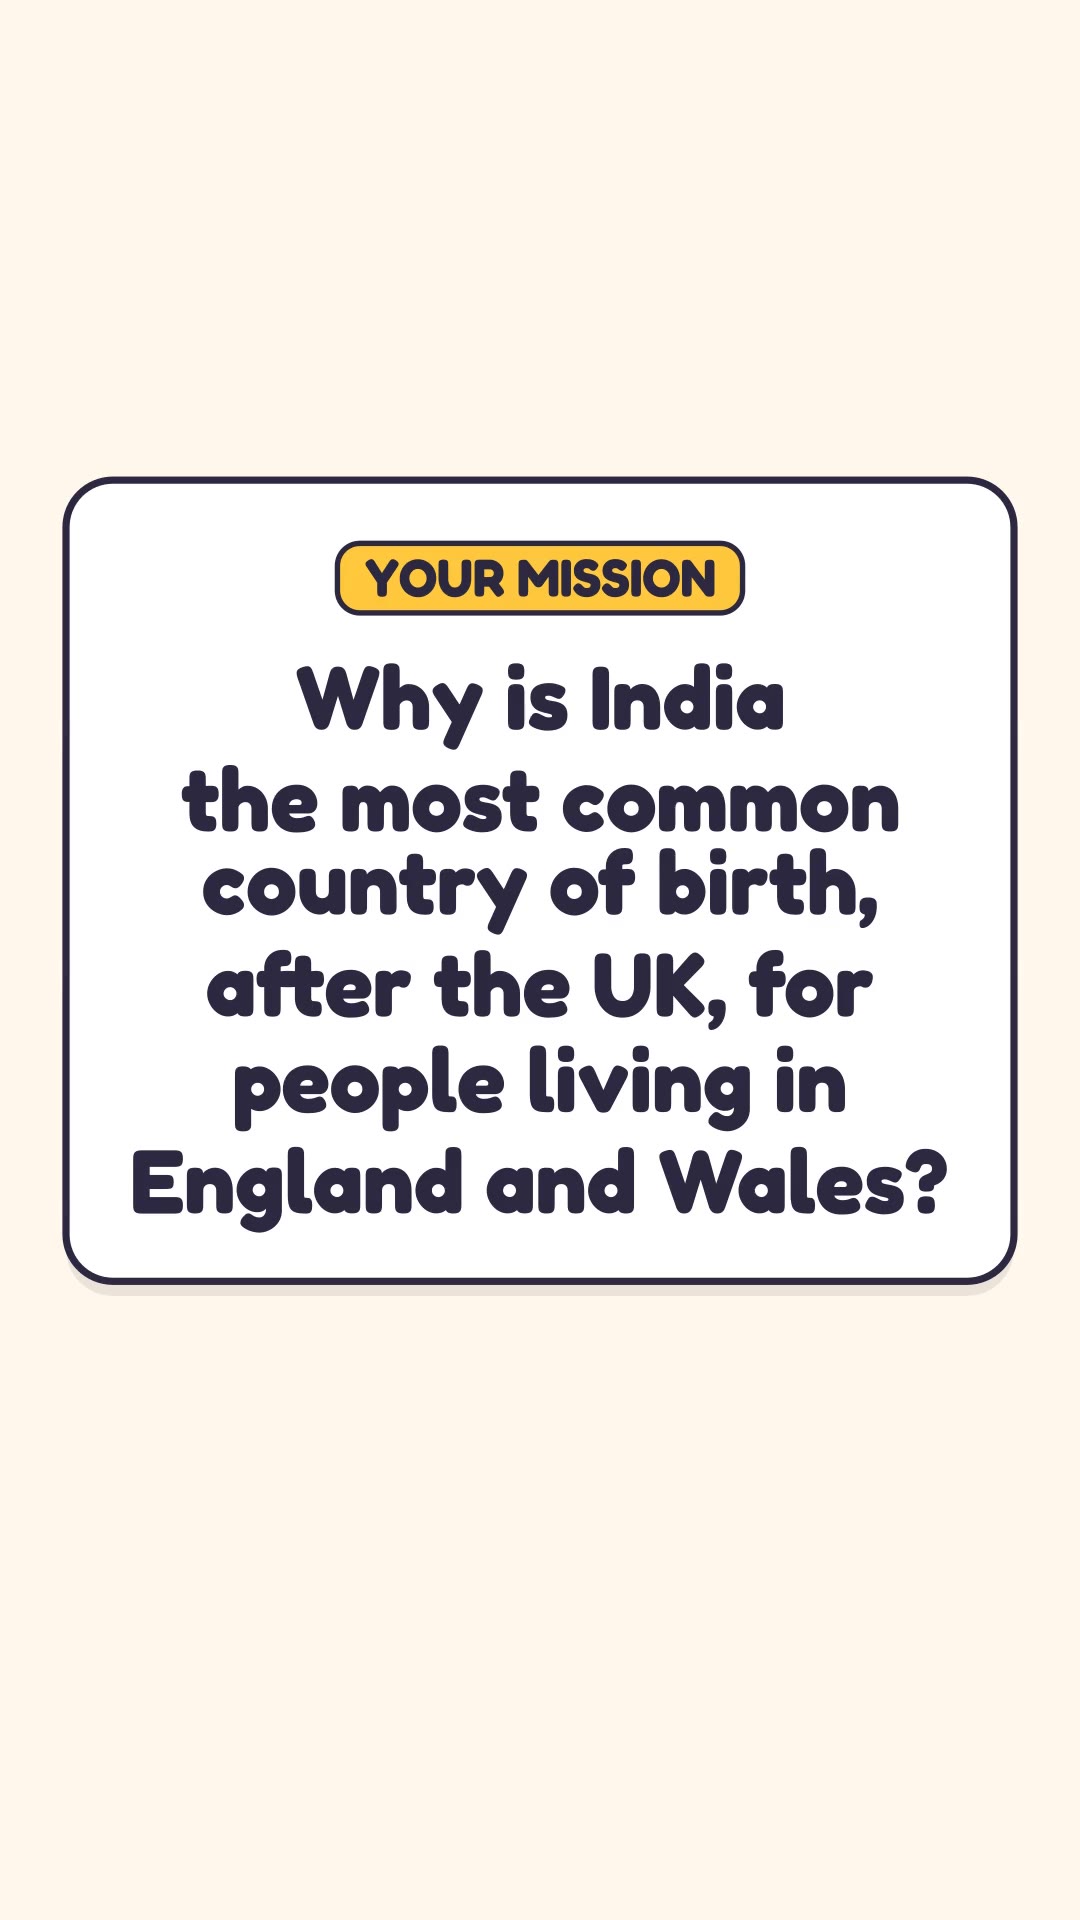 YOUR MISSION
Why is India
the most common
country of birth,
after the UK, for
people living in
England and Wales?